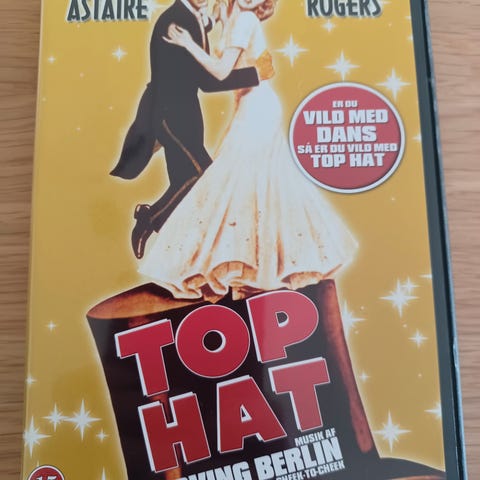 ASTAIRE ROGERS
ER DU
VILD MED
DANS
SÅ ER DU VILD MED
TOP HAT
TOP
HAT
MUSIK AF
BERLIN